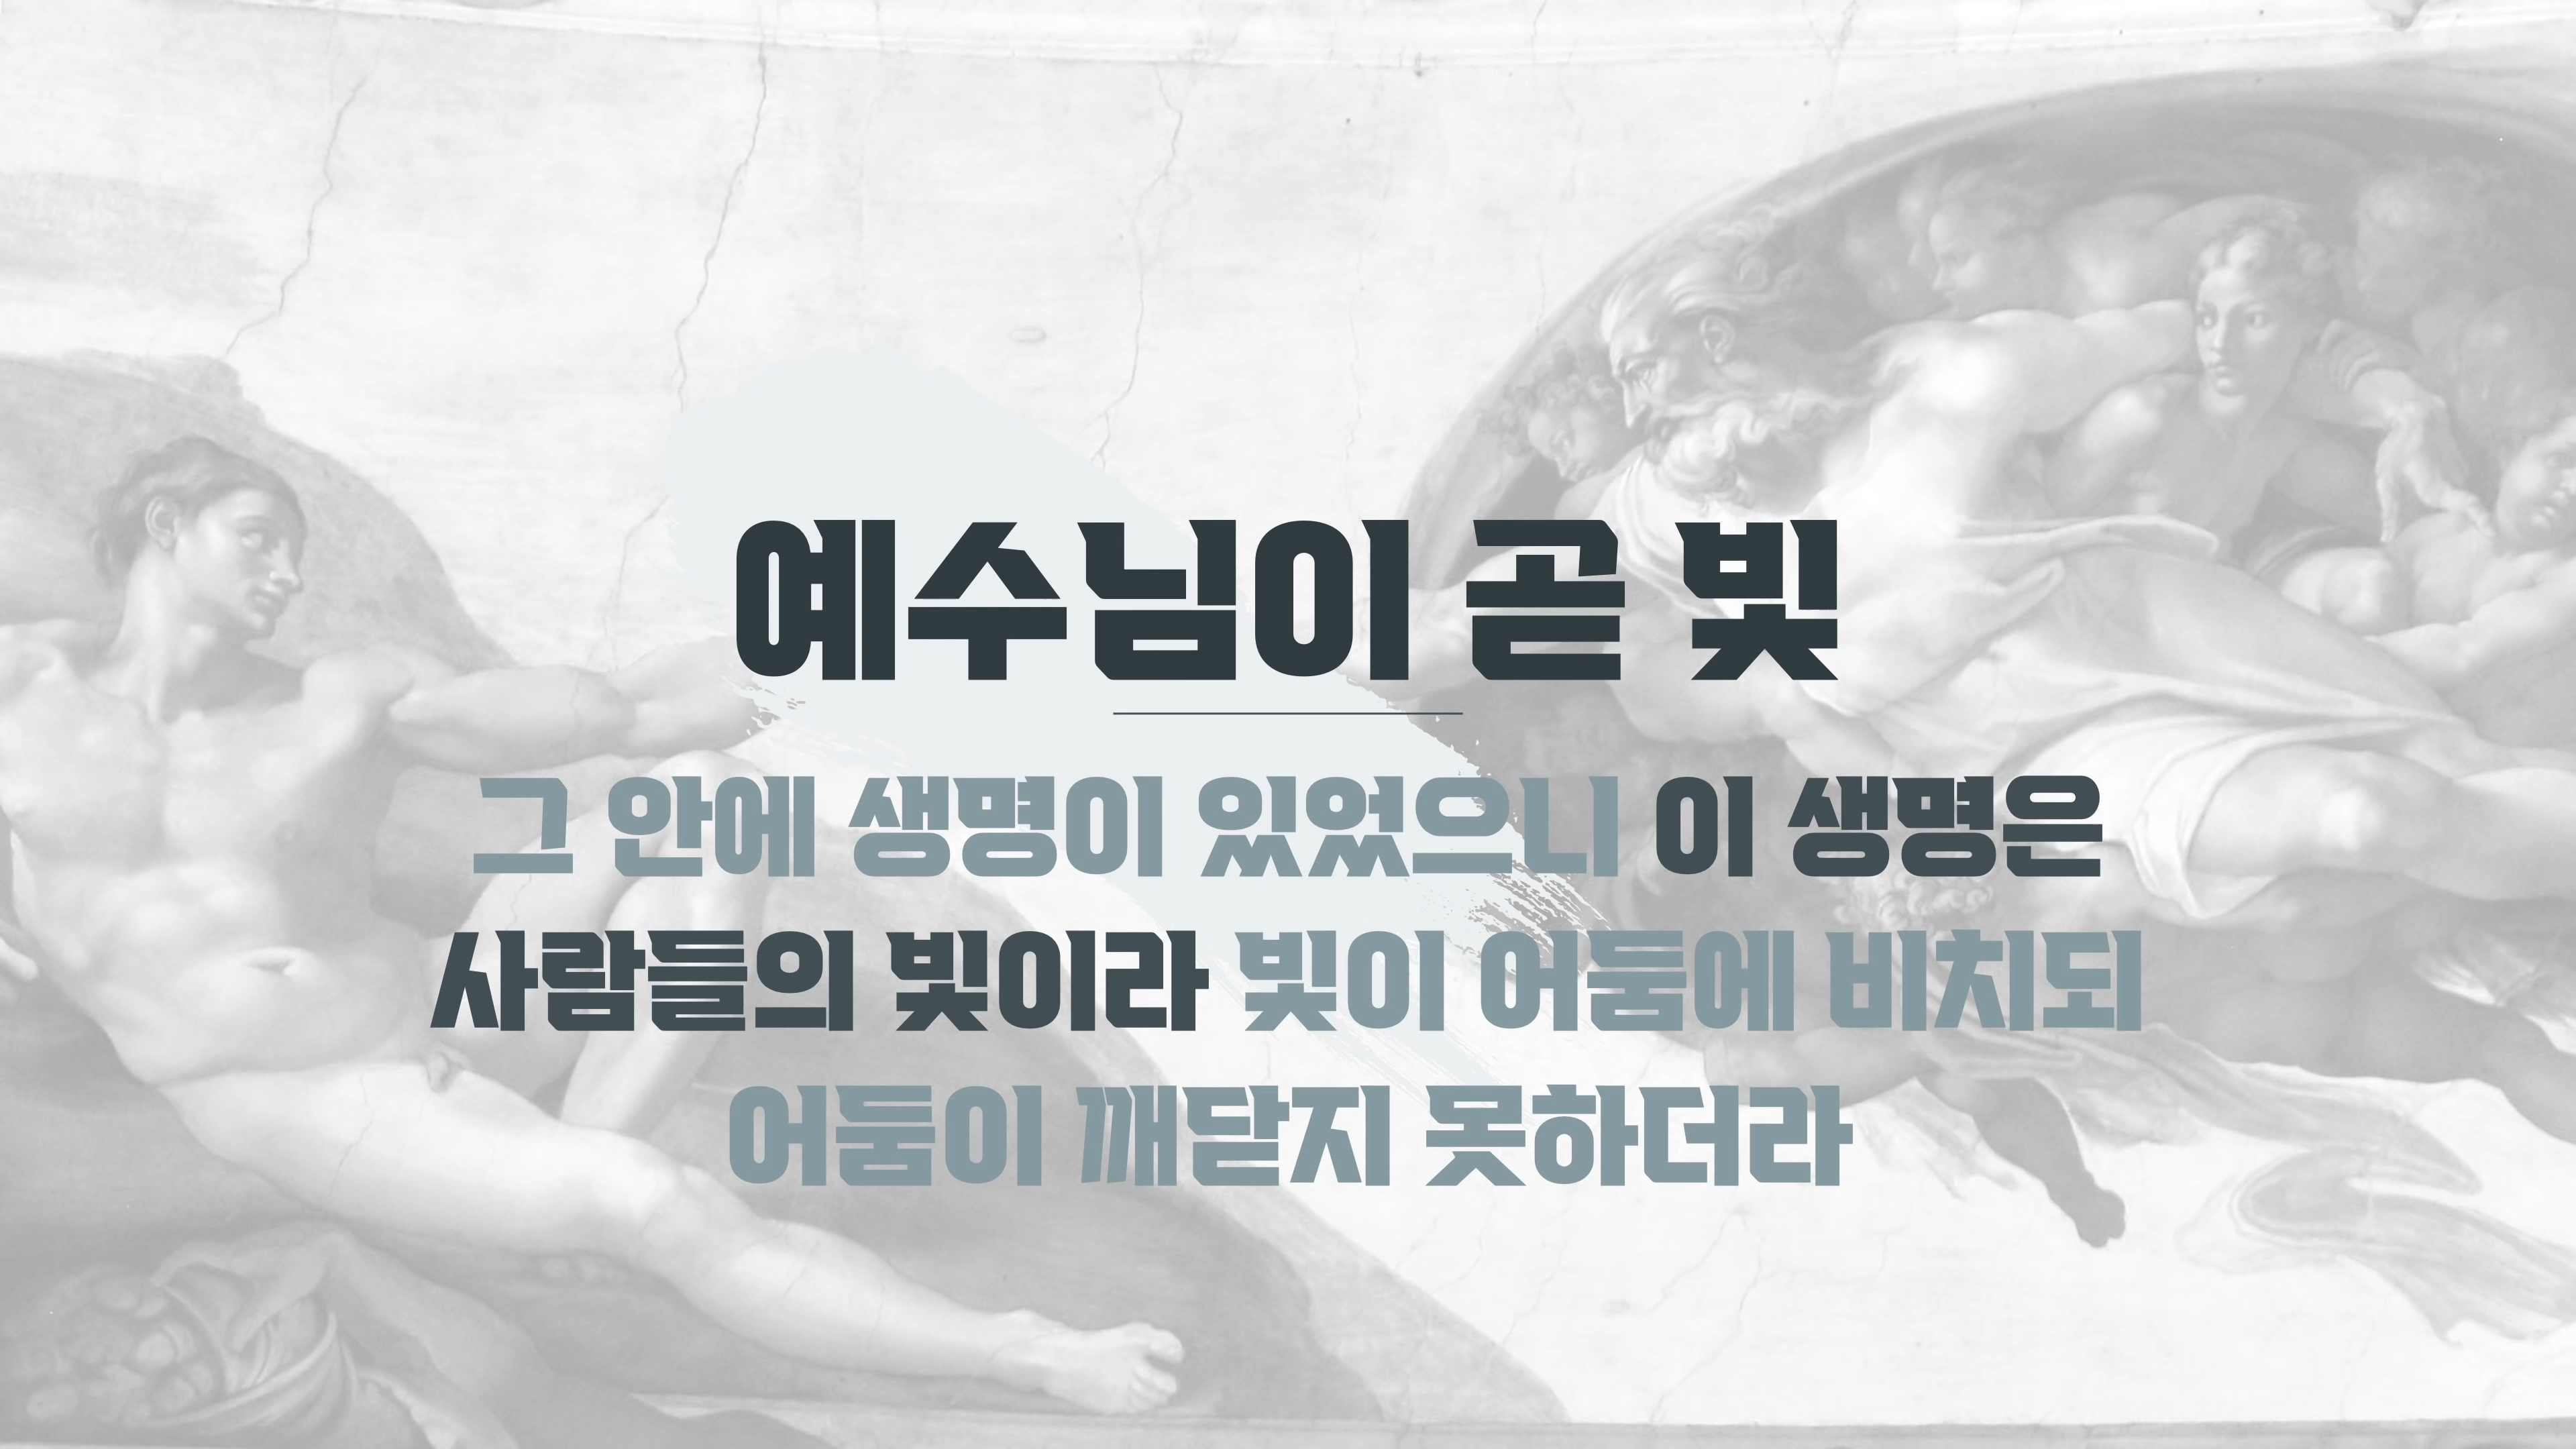 예수님이 곧 빛
그 안에 생명이 있었으니 이 생명은
사람들의 빛이라 빛이 어둠에 비치되
어둠이 깨닫지 못하더라